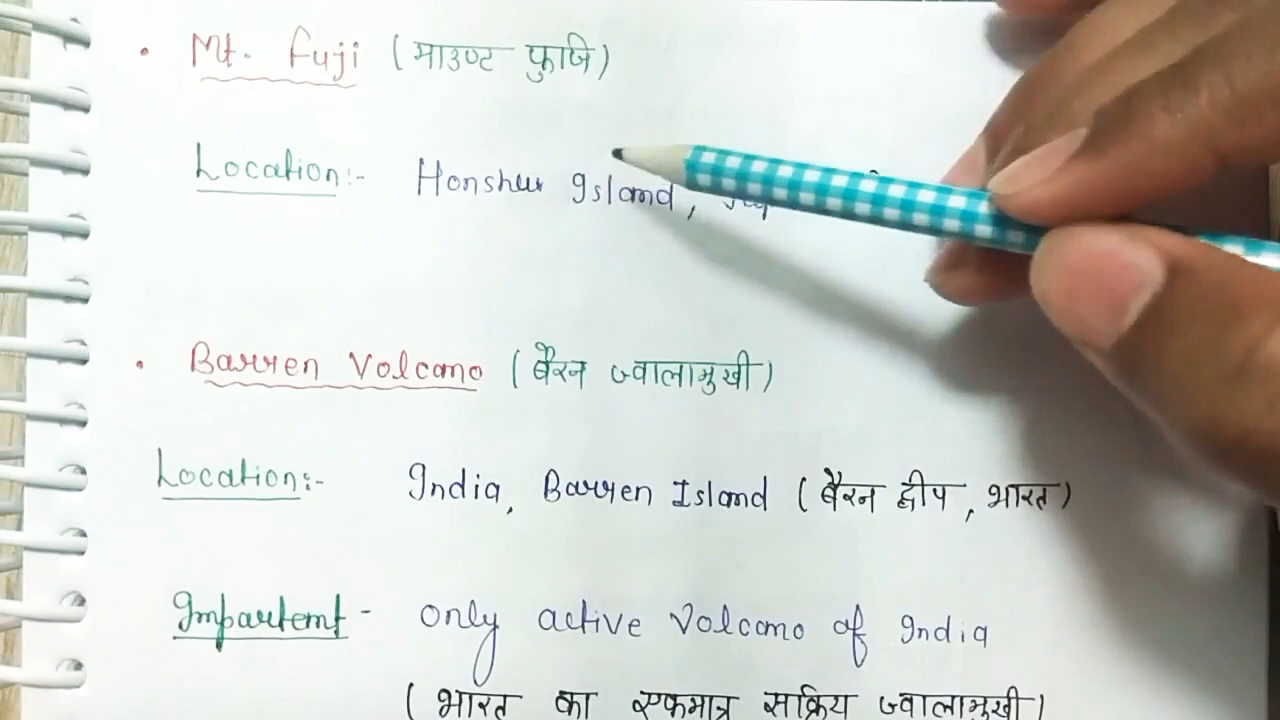 • Mt. Fuji (माउण्ट फुजि)
Location:- Honshu Island,
• Barren Volcano (बैरन ज्वालामुखी)
Location:- India, Barren Island (बैरन द्वीप, भारत)
Important - only active Volcano of India
(भारत का एकमात्र सक्रिय ज्वालामुखी)